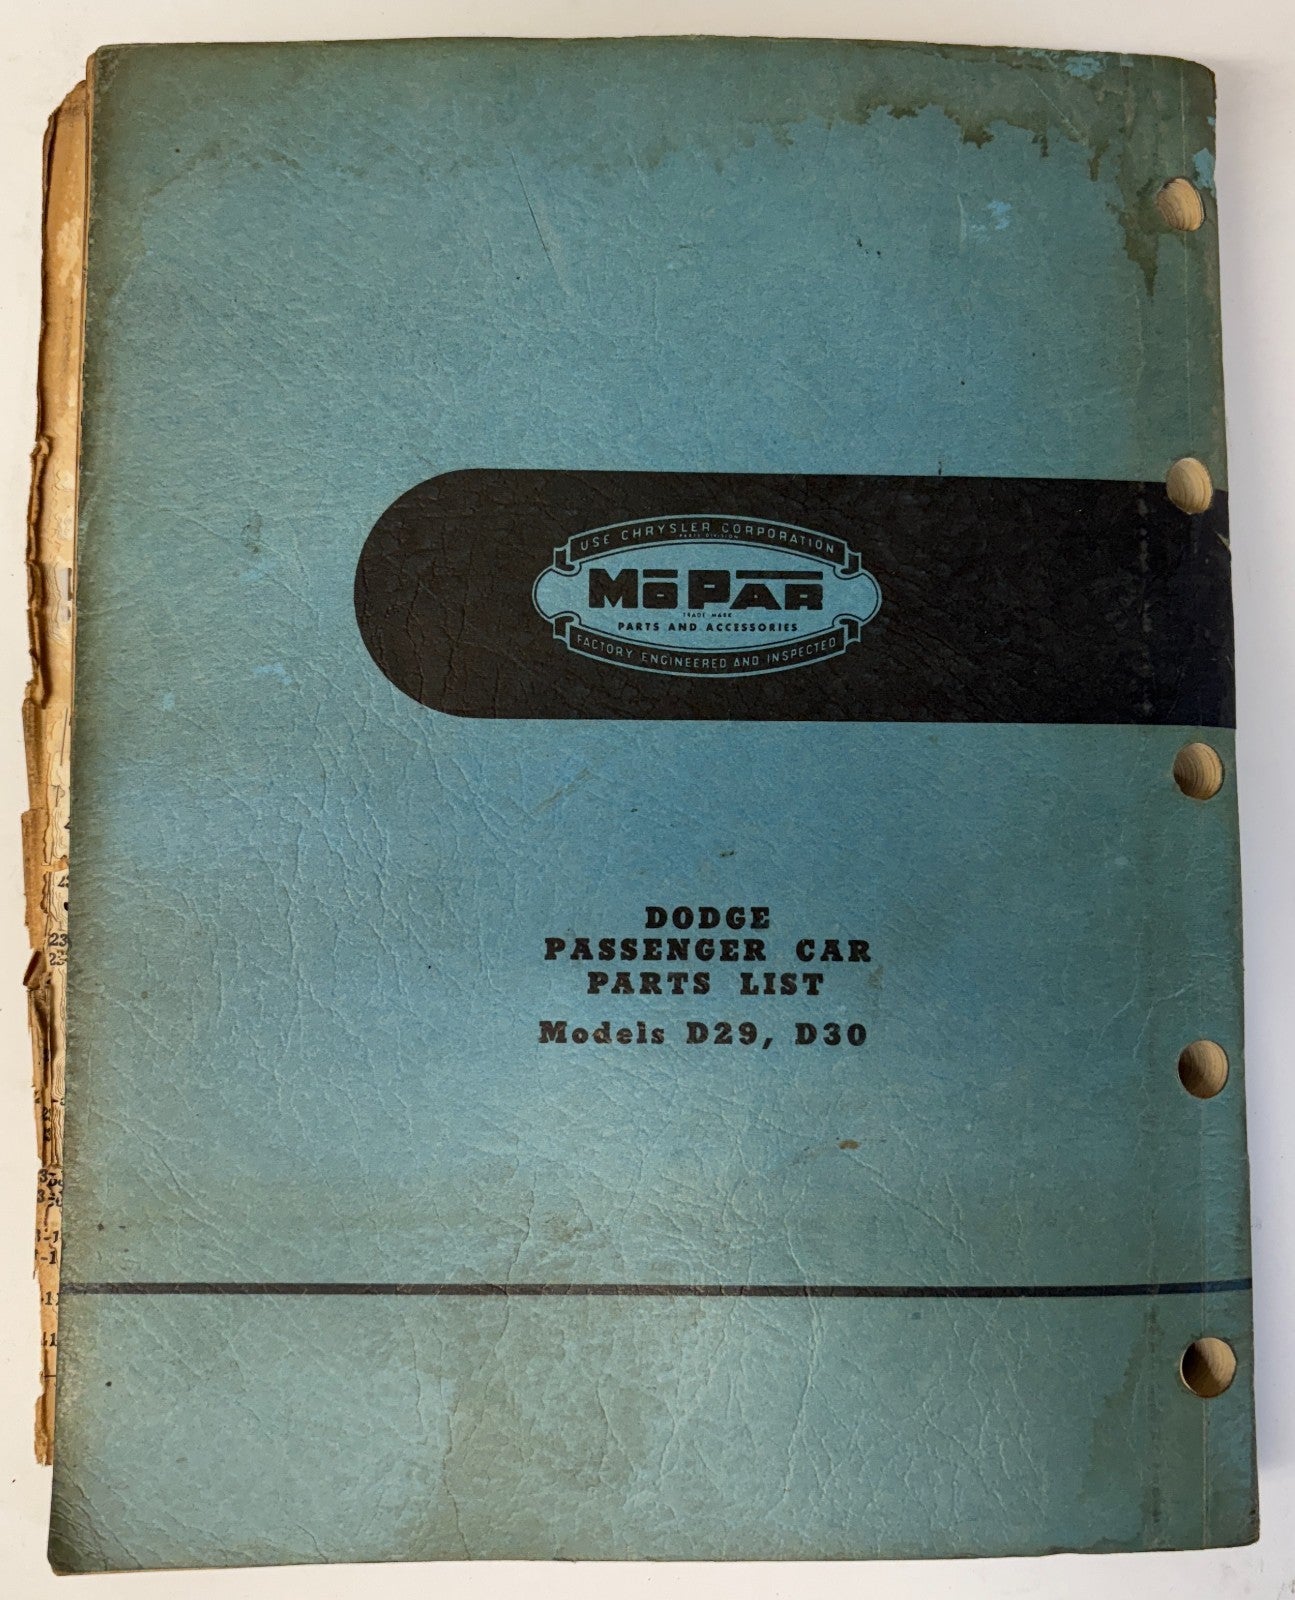 USE CHRYSLER CORPORATION
PARTS DIVISION
MOPAR
TRADE MARK
PARTS AND ACCESSORIES
FACTORY ENGINEERED AND INSPECTED
DODGE
PASSENGER CAR
PARTS LIST
Models D29, D30
23